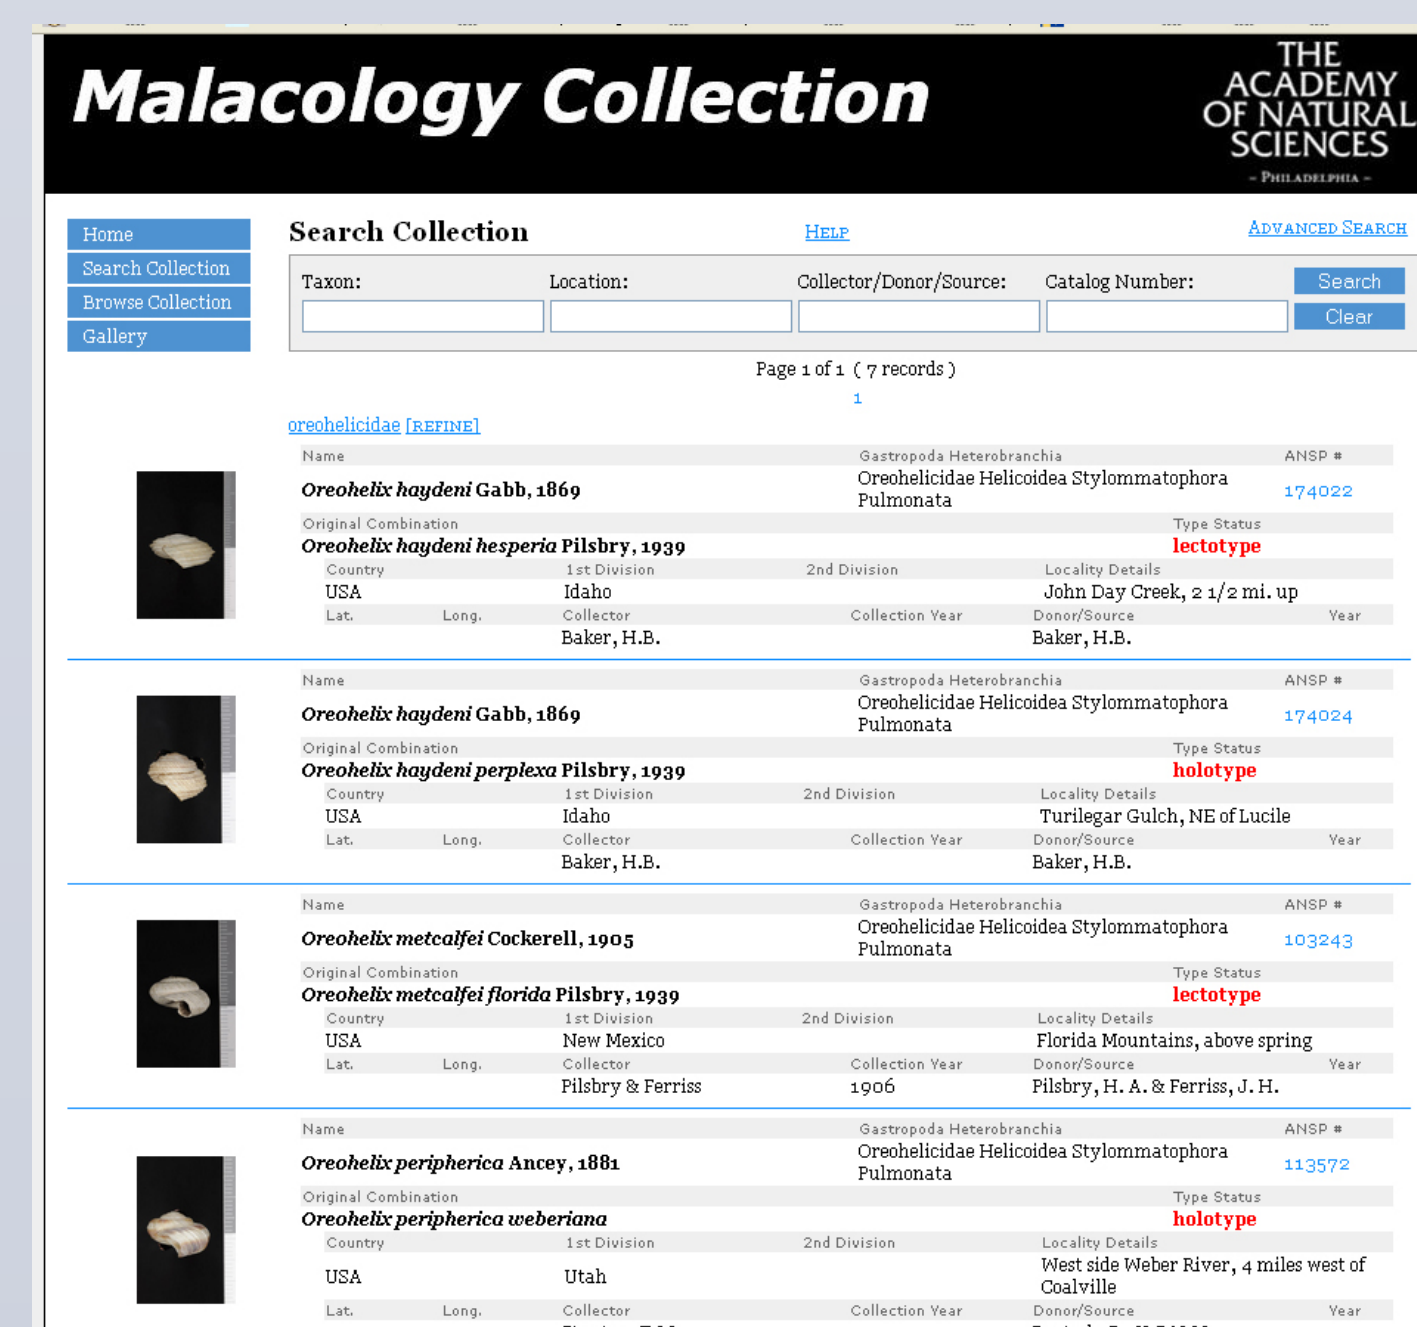 Malacology Collection
THE
ACADEMY
OF NATURAL
SCIENCES
- PHILADELPHIA -
Home
Search Collection
Browse Collection
Gallery
Search Collection
HELP
ADVANCED SEARCH
Taxon: Location: Collector/Donor/Source: Catalog Number: Search
Clear
Page 1 of 1 ( 7 records )
1
oreohelicidae [REFINE]
Name Gastropoda Heterobranchia ANSP #
Oreohelix haydeni Gabb, 1869 Oreohelicidae Helicoidea Stylommatophora Pulmonata 174022
Original Combination Type Status
Oreohelix haydeni hesperia Pilsbry, 1939 lectotype
Country 1st Division 2nd Division Locality Details
USA Idaho John Day Creek, 2 1/2 mi. up
Lat. Long. Collector Collection Year Donor/Source Year
Baker, H.B. Baker, H.B.
Name Gastropoda Heterobranchia ANSP #
Oreohelix haydeni Gabb, 1869 Oreohelicidae Helicoidea Stylommatophora Pulmonata 174024
Original Combination Type Status
Oreohelix haydeni perplexa Pilsbry, 1939 holotype
Country 1st Division 2nd Division Locality Details
USA Idaho Turilegar Gulch, NE of Lucile
Lat. Long. Collector Collection Year Donor/Source Year
Baker, H.B. Baker, H.B.
Name Gastropoda Heterobranchia ANSP #
Oreohelix metcalfei Cockerell, 1905 Oreohelicidae Helicoidea Stylommatophora Pulmonata 103243
Original Combination Type Status
Oreohelix metcalfei florida Pilsbry, 1939 lectotype
Country 1st Division 2nd Division Locality Details
USA New Mexico Florida Mountains, above spring
Lat. Long. Collector Collection Year Donor/Source Year
Pilsbry & Ferriss 1906 Pilsbry, H. A. & Ferriss, J. H.
Name Gastropoda Heterobranchia ANSP #
Oreohelix peripherica Ancey, 1881 Oreohelicidae Helicoidea Stylommatophora Pulmonata 113572
Original Combination Type Status
Oreohelix peripherica weberiana holotype
Country 1st Division 2nd Division Locality Details
USA Utah West side Weber River, 4 miles west of Coalville
Lat. Long. Collector Collection Year Donor/Source Year